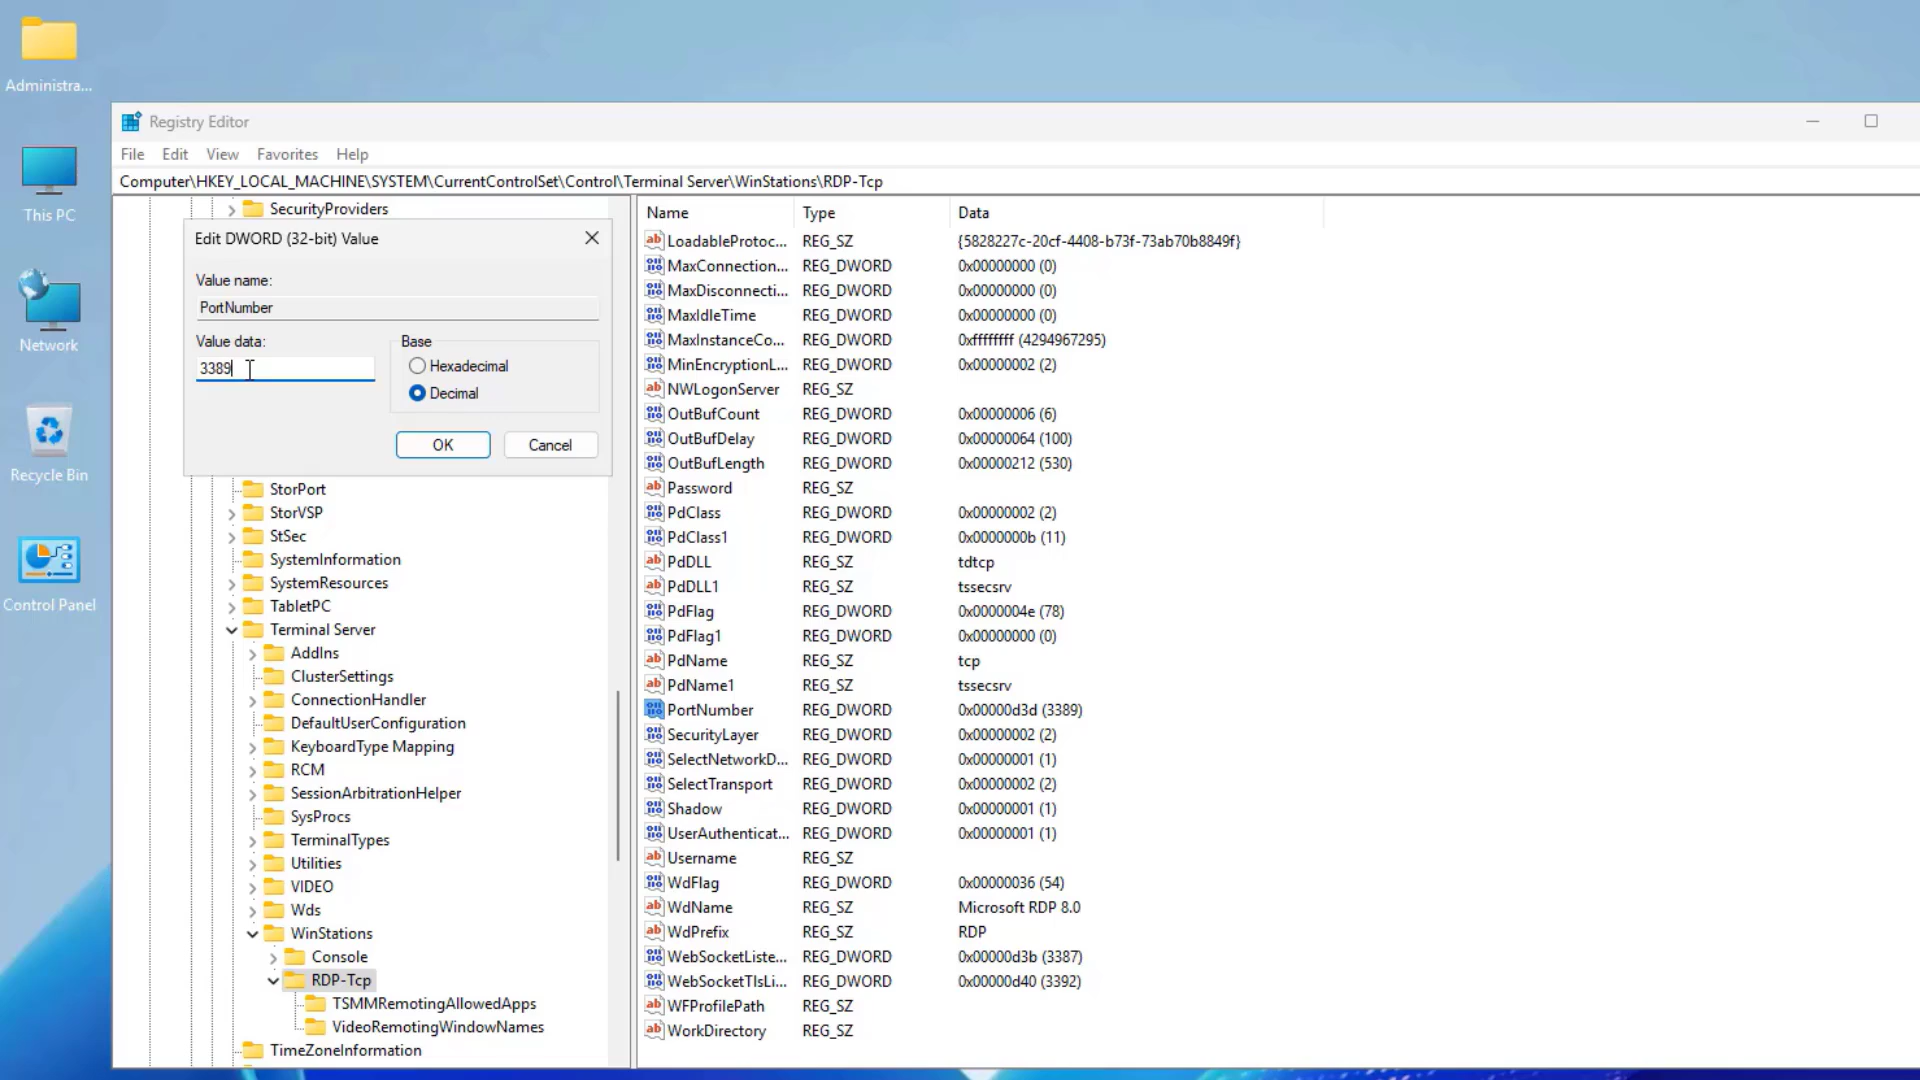 Administra...
This PC
Network
Recycle Bin
Control Panel
Registry Editor
File Edit View Favorites Help
Computer\HKEY_LOCAL_MACHINE\SYSTEM\CurrentControlSet\Control\Terminal Server\WinStations\RDP-Tcp
SecurityProviders
Edit DWORD (32-bit) Value
Value name:
PortNumber
Value data:
3389
Base
Hexadecimal
Decimal
OK
Cancel
StorPort
StorVSP
StSec
SystemInformation
SystemResources
TabletPC
Terminal Server
AddIns
ClusterSettings
ConnectionHandler
DefaultUserConfiguration
KeyboardType Mapping
RCM
SessionArbitrationHelper
SysProcs
TerminalTypes
Utilities
VIDEO
Wds
WinStations
Console
RDP-Tcp
TSMMRemotingAllowedApps
VideoRemotingWindowNames
TimeZoneInformation
Name Type Data
LoadableProtoc... REG_SZ {5828227c-20cf-4408-b73f-73ab70b8849f}
MaxConnection... REG_DWORD 0x00000000 (0)
MaxDisconnecti... REG_DWORD 0x00000000 (0)
MaxIdleTime REG_DWORD 0x00000000 (0)
MaxInstanceCo... REG_DWORD 0xffffffff (4294967295)
MinEncryptionL... REG_DWORD 0x00000002 (2)
NWLogonServer REG_SZ
OutBufCount REG_DWORD 0x00000006 (6)
OutBufDelay REG_DWORD 0x00000064 (100)
OutBufLength REG_DWORD 0x00000212 (530)
Password REG_SZ
PdClass REG_DWORD 0x00000002 (2)
PdClass1 REG_DWORD 0x0000000b (11)
PdDLL REG_SZ tdtcp
PdDLL1 REG_SZ tssecsrv
PdFlag REG_DWORD 0x0000004e (78)
PdFlag1 REG_DWORD 0x00000000 (0)
PdName REG_SZ tcp
PdName1 REG_SZ tssecsrv
PortNumber REG_DWORD 0x00000d3d (3389)
SecurityLayer REG_DWORD 0x00000002 (2)
SelectNetworkD... REG_DWORD 0x00000001 (1)
SelectTransport REG_DWORD 0x00000002 (2)
Shadow REG_DWORD 0x00000001 (1)
UserAuthenticat... REG_DWORD 0x00000001 (1)
Username REG_SZ
WdFlag REG_DWORD 0x00000036 (54)
WdName REG_SZ Microsoft RDP 8.0
WdPrefix REG_SZ RDP
WebSocketListe... REG_DWORD 0x00000d3b (3387)
WebSocketTlsLi... REG_DWORD 0x00000d40 (3392)
WFProfilePath REG_SZ
WorkDirectory REG_SZ